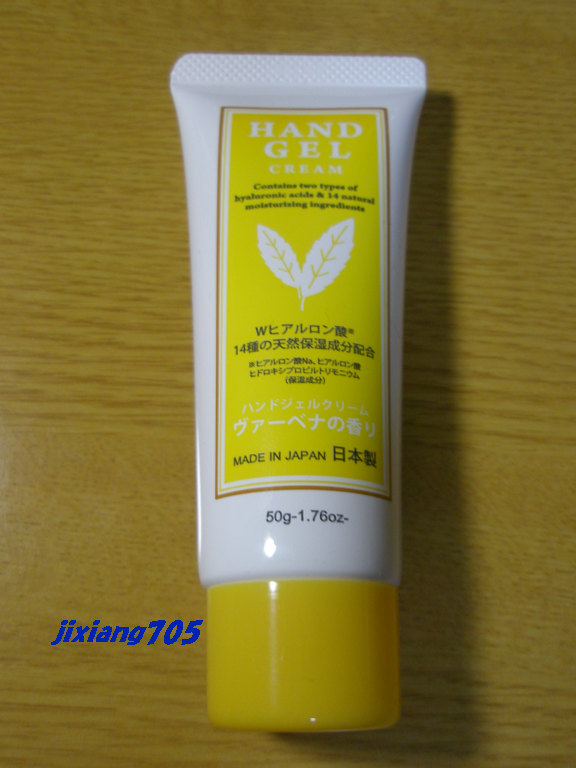 HAND
GEL
CREAM
Contains two types of
hyaluronic acids & 14 natural
moisturizing ingredients
Wヒアルロン酸※
14種の天然保湿成分配合
※ヒアルロン酸Na、ヒアルロン酸
ヒドロキシプロピルトリモニウム
(保湿成分)
ハンドジェルクリーム
ヴァーベナの香り
MADE IN JAPAN 日本製
50g-1.76oz-
jixiang705